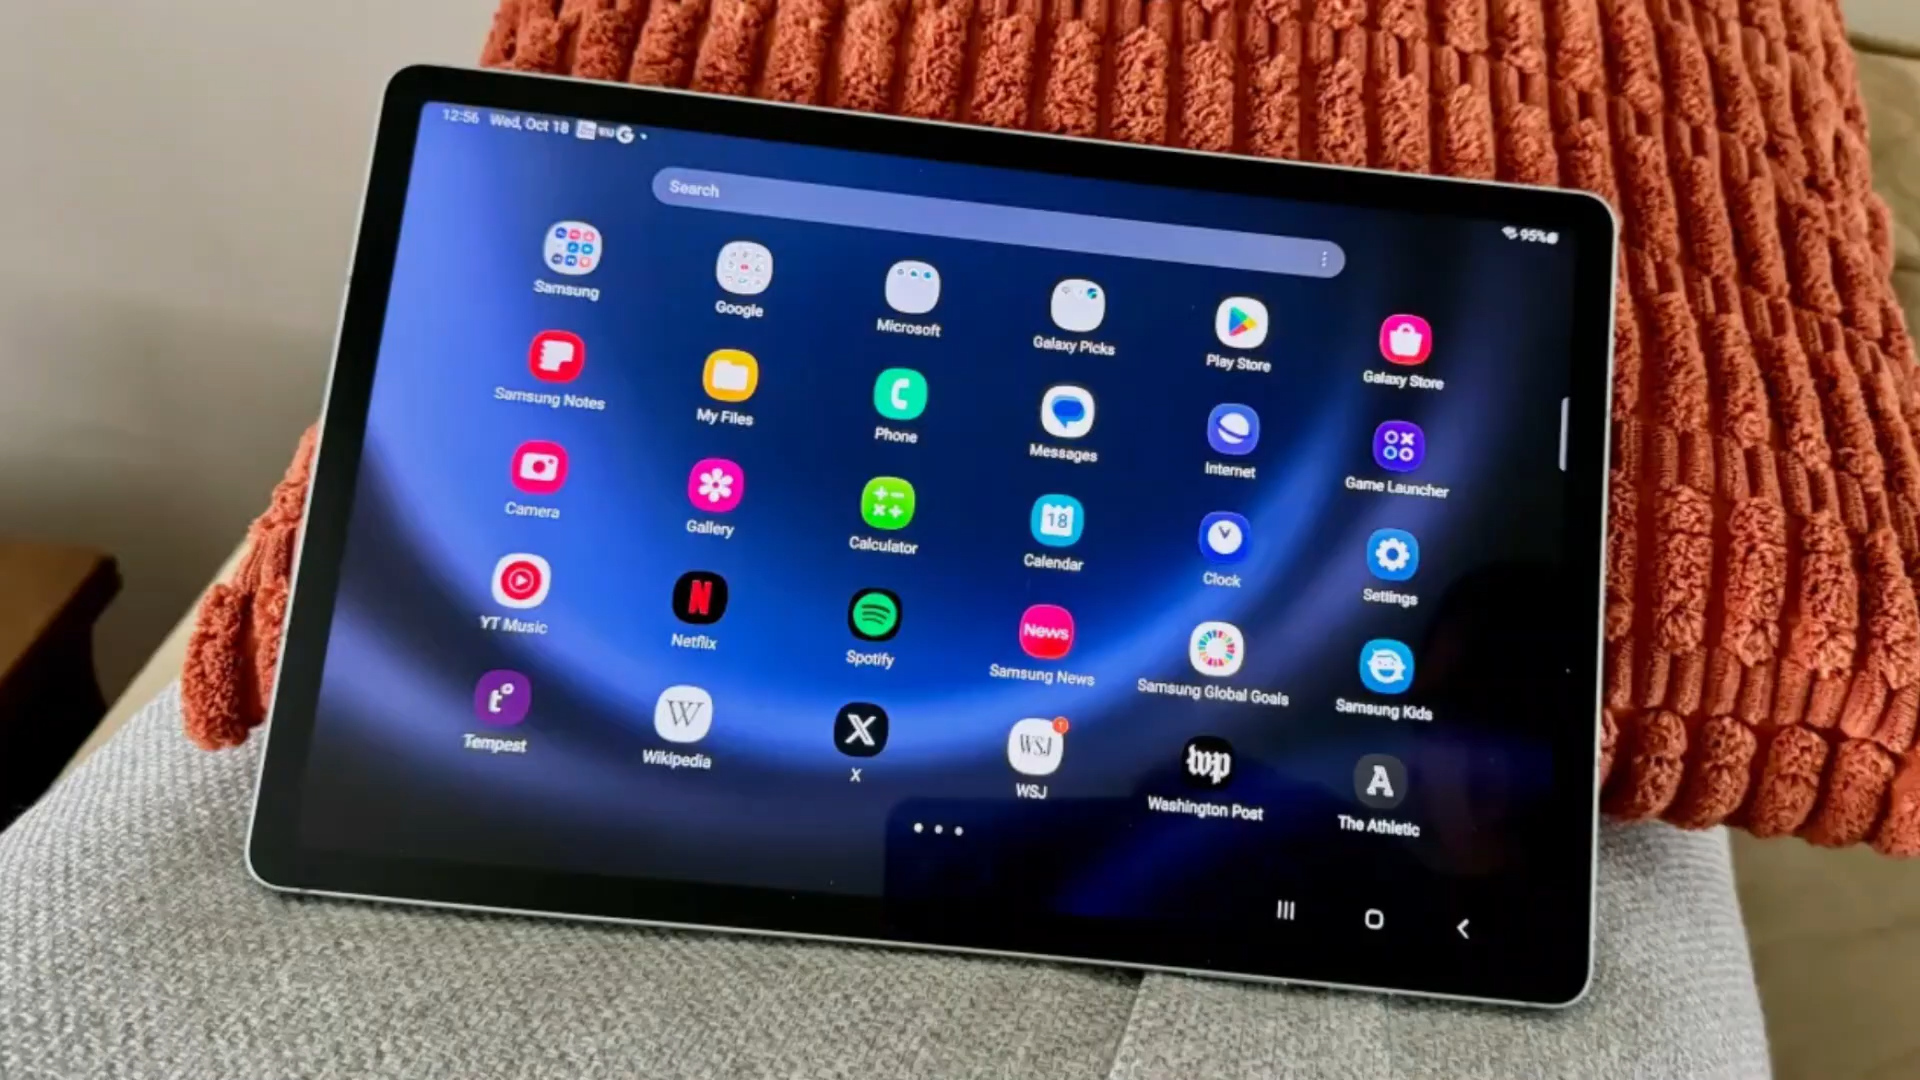 12:56 Wed, Oct 18
95%
Search
Samsung
Google
Microsoft
Galaxy Picks
Play Store
Galaxy Store
Samsung Notes
My Files
Phone
Messages
Internet
Game Launcher
Camera
Gallery
Calculator
18
Calendar
Clock
Settings
YT Music
N
Netflix
Spotify
News
Samsung News
Samsung Global Goals
Samsung Kids
t
Tempest
W
Wikipedia
X
X
WSJ
1
WSJ
wp
Washington Post
A
The Athletic